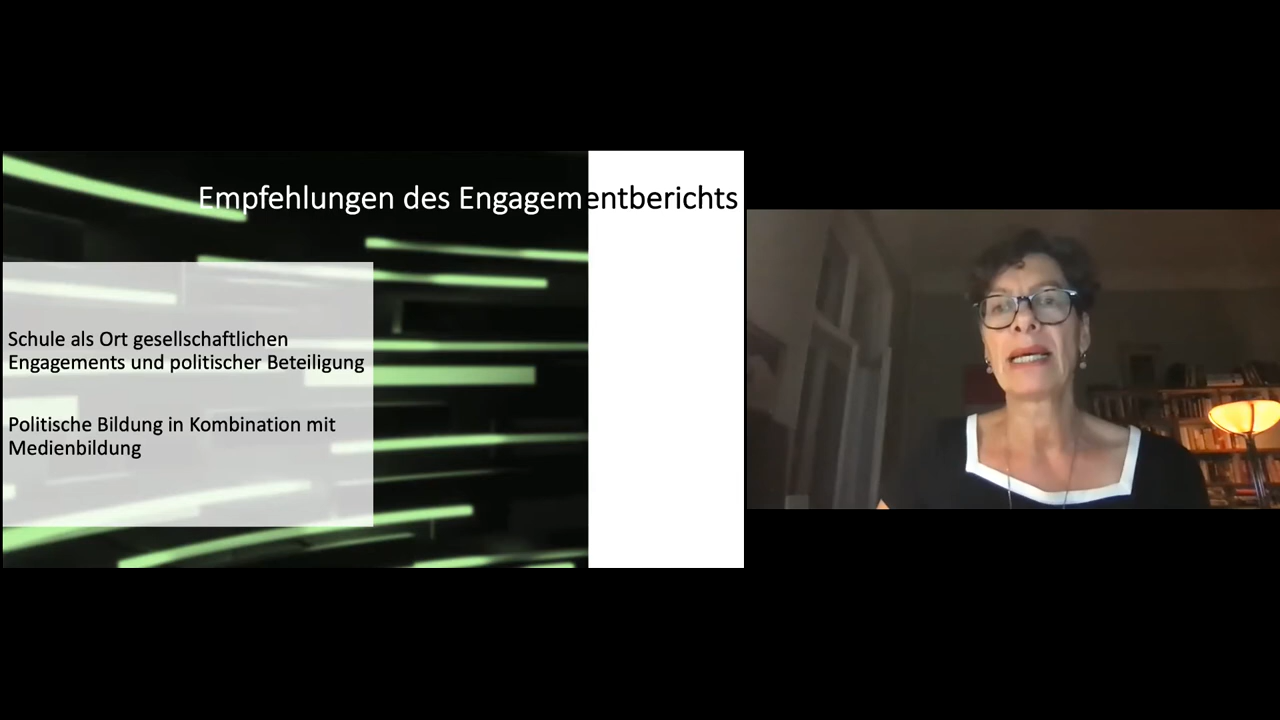 Empfehlungen des Engagementberichts
Schule als Ort gesellschaftlichen
Engagements und politischer Beteiligung
Politische Bildung in Kombination mit
Medienbildung